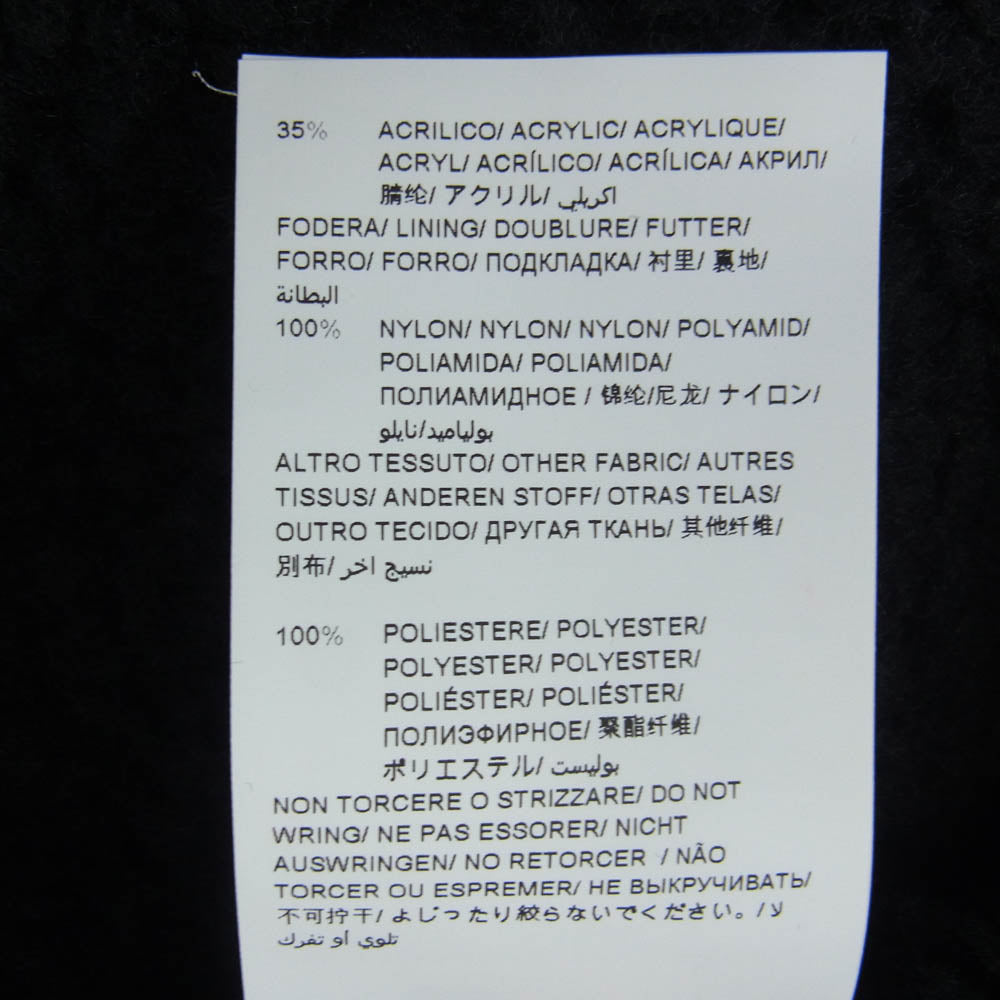 35% ACRILICO/ ACRYLIC/ ACRYLIQUE/
ACRYL/ ACRÍLICO/ ACRÍLICA/ АКРИЛ/
腈纶/ アクリル/ اكريلي
FODERA/ LINING/ DOUBLURE/ FUTTER/
FORRO/ FORRO/ ПОДКЛАДКА/ 衬里/ 裏地/
البطانة
100% NYLON/ NYLON/ NYLON/ POLYAMID/
POLIAMIDA/ POLIAMIDA/
ПОЛИАМИДНОЕ / 锦纶/尼龙/ ナイロン/
بولياميد/نايلو
ALTRO TESSUTO/ OTHER FABRIC/ AUTRES
TISSUS/ ANDEREN STOFF/ OTRAS TELAS/
OUTRO TECIDO/ ДРУГАЯ ТКАНЬ/ 其他纤维/
別布/ نسيج اخر
100% POLIESTERE/ POLYESTER/
POLYESTER/ POLYESTER/
POLIÉSTER/ POLIÉSTER/
ПОЛИЭФИРНОЕ/ 聚酯纤维/
ポリエステル/ بوليست
NON TORCERE O STRIZZARE/ DO NOT
WRING/ NE PAS ESSORER/ NICHT
AUSWRINGEN/ NO RETORCER / NÃO
TORCER OU ESPREMER/ НЕ ВЫКРУЧИВАТЬ/
不可拧干/ よじったり絞らないでください。/ لا
تلوي او تفرك